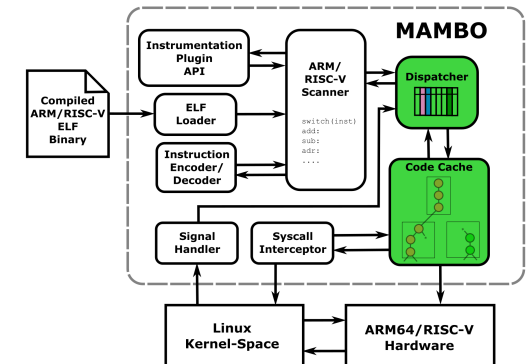 MAMBO
Instrumentation
Plugin
API
ARM/
RISC-V
Scanner
switch(inst)
add:
sub:
adr:
....
Dispatcher
Compiled
ARM/RISC-V
ELF
Binary
ELF
Loader
Instruction
Encoder/
Decoder
Code Cache
Signal
Handler
Syscall
Interceptor
Linux
Kernel-Space
ARM64/RISC-V
Hardware